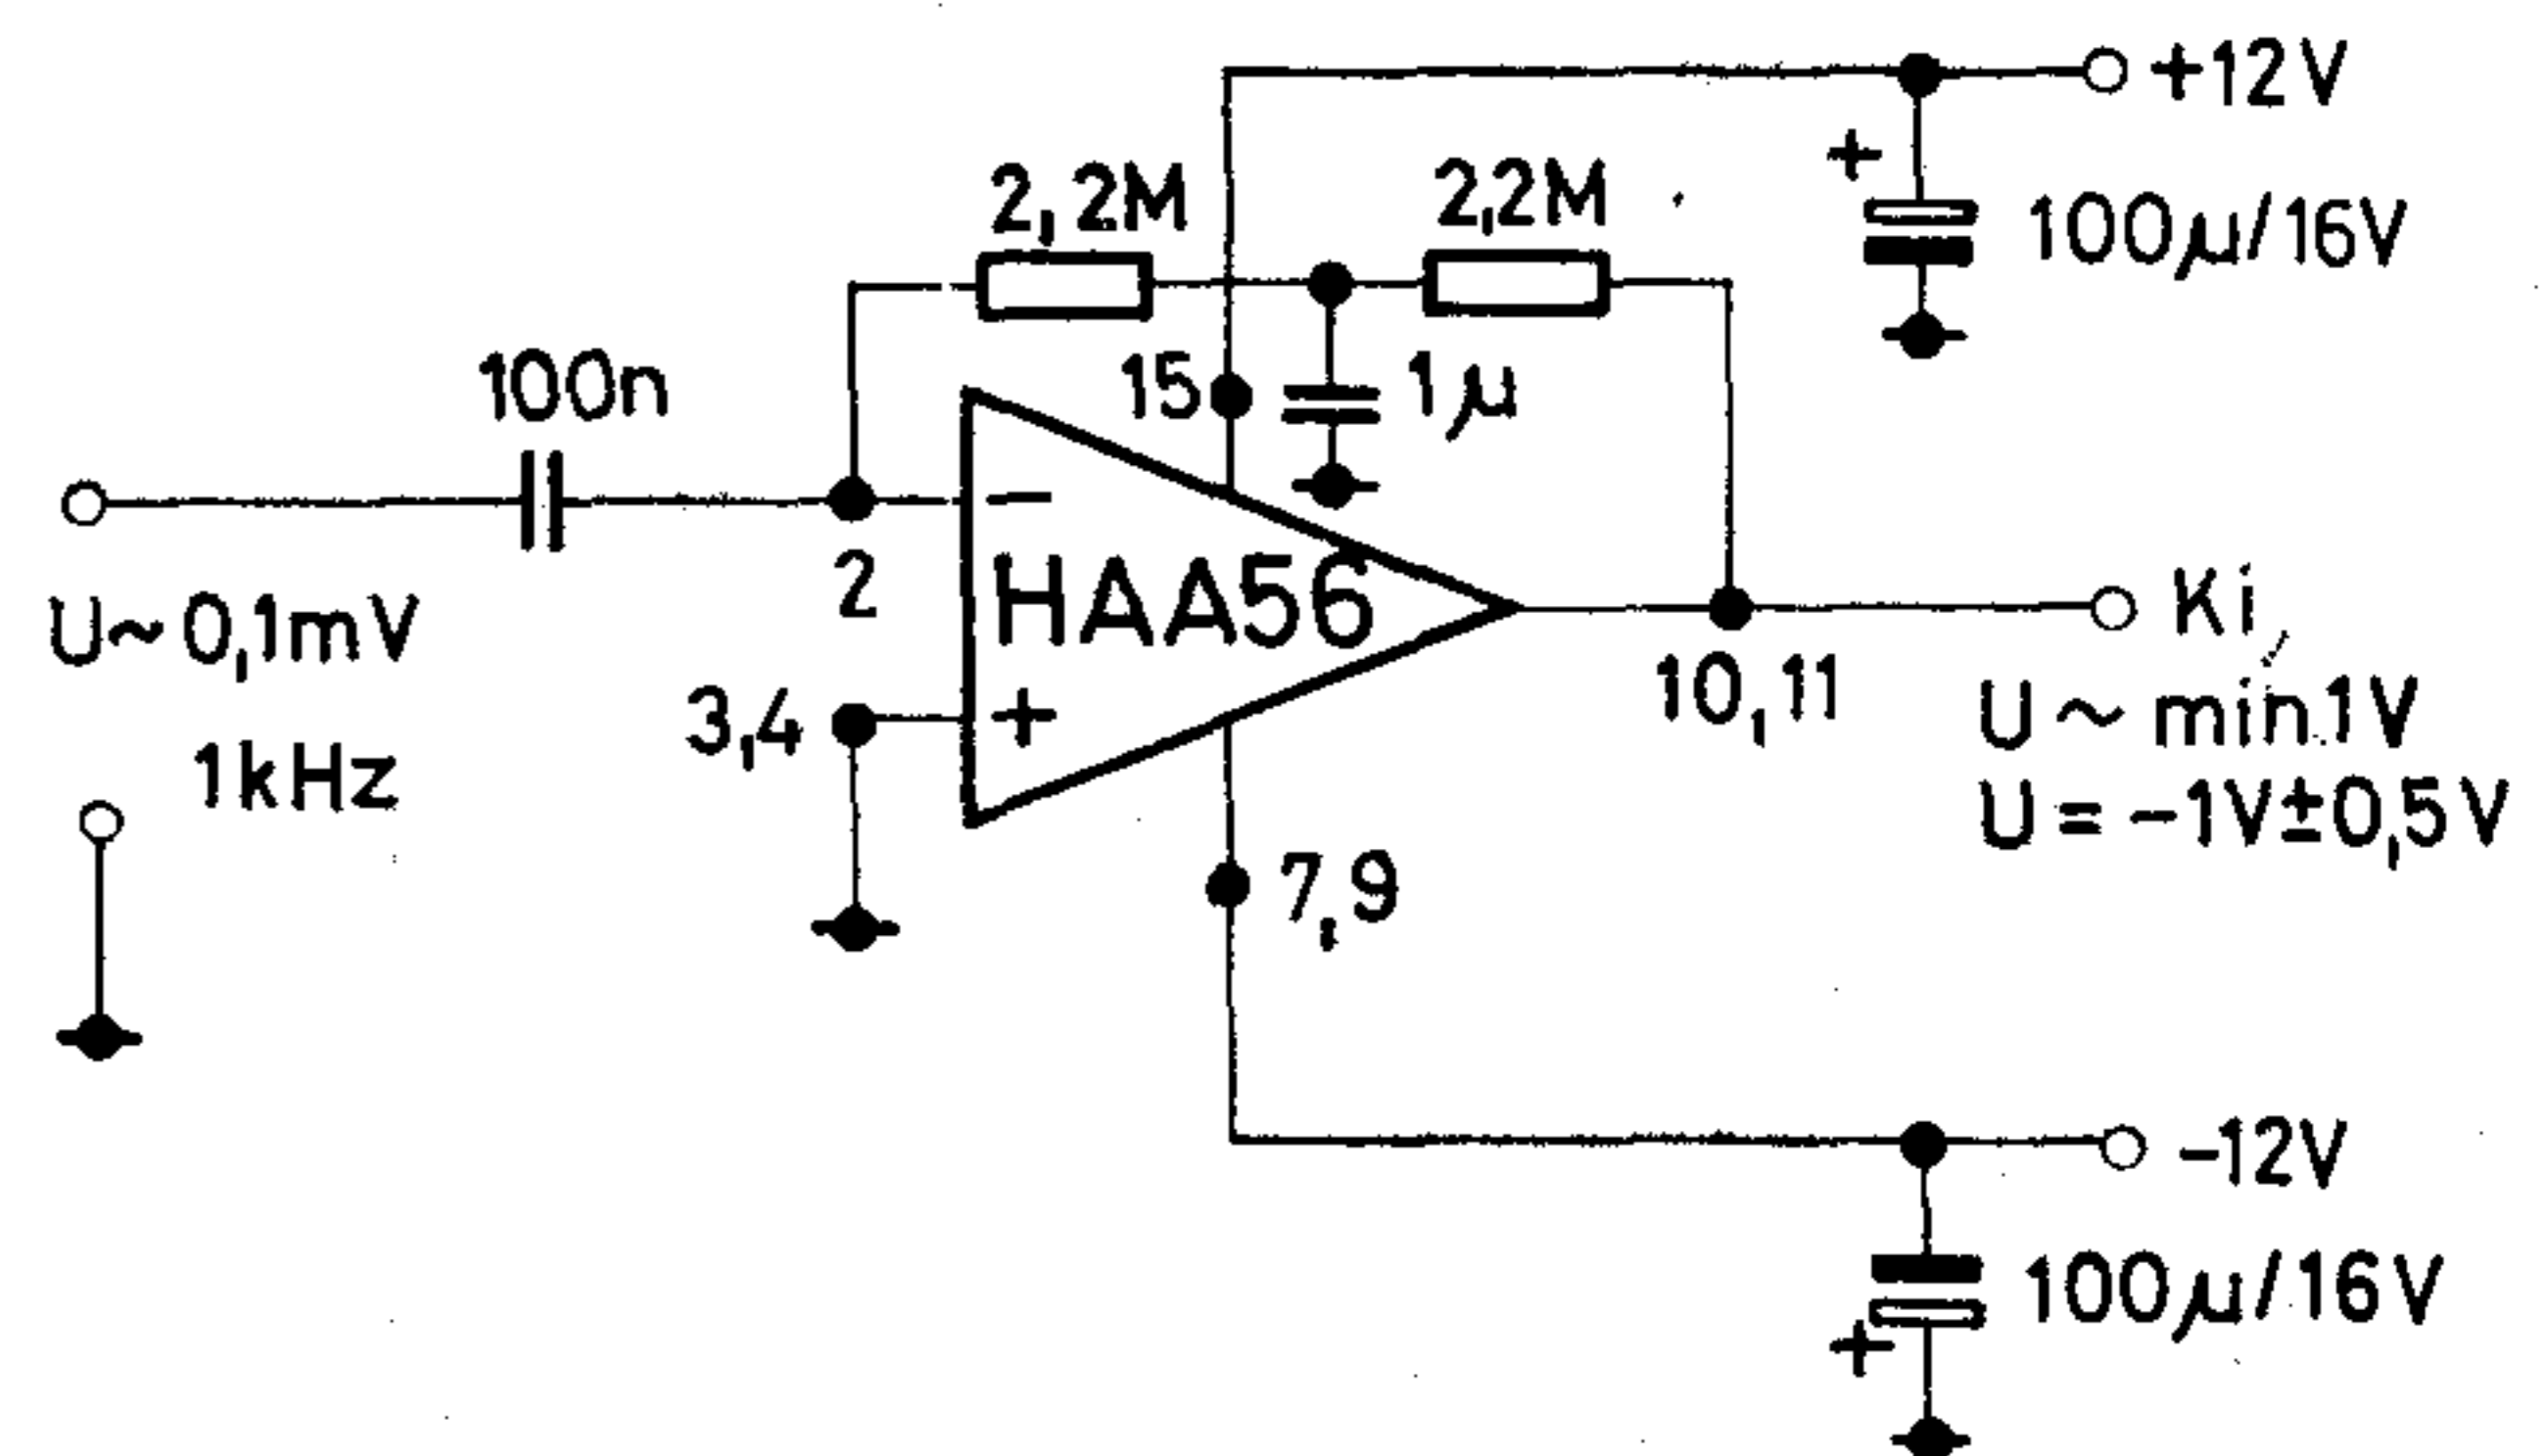 +12V
+
100µ/16V
2,2M
2,2M
100n
15
1µ
2
-
HAA56
+
3,4
U~0,1mV
1kHz
10,11
Ki
U~min.1V
U=-1V±0,5V
7,9
-12V
100µ/16V
+